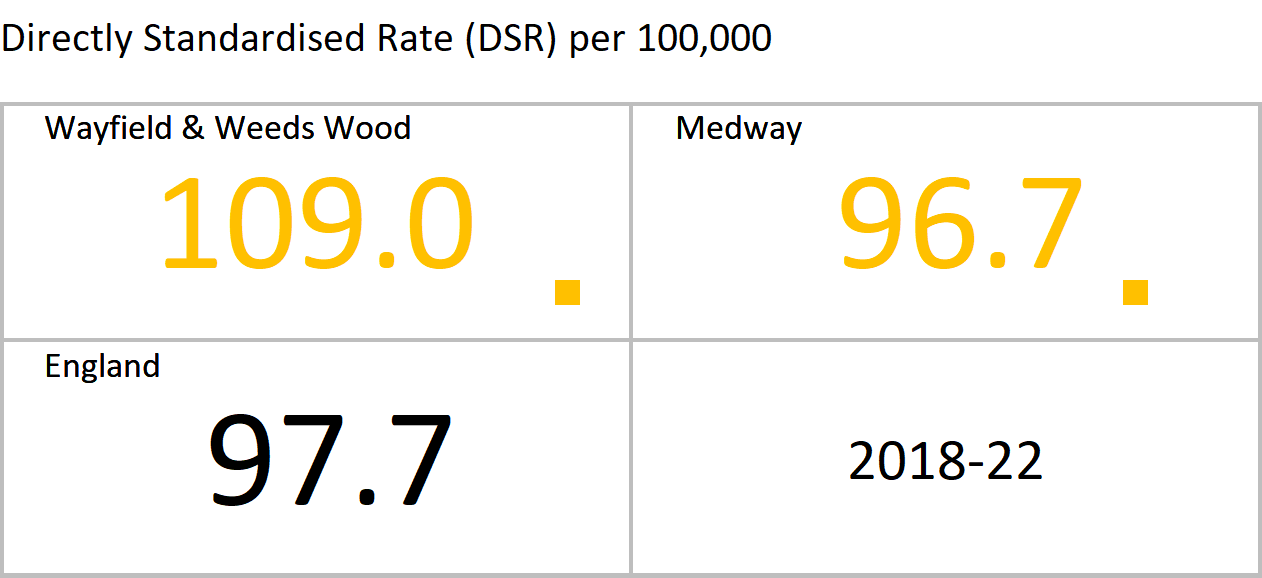 Directly Standardised Rate (DSR) per 100,000
Wayfield & Weeds Wood
109.0
Medway
96.7
England
97.7
2018-22